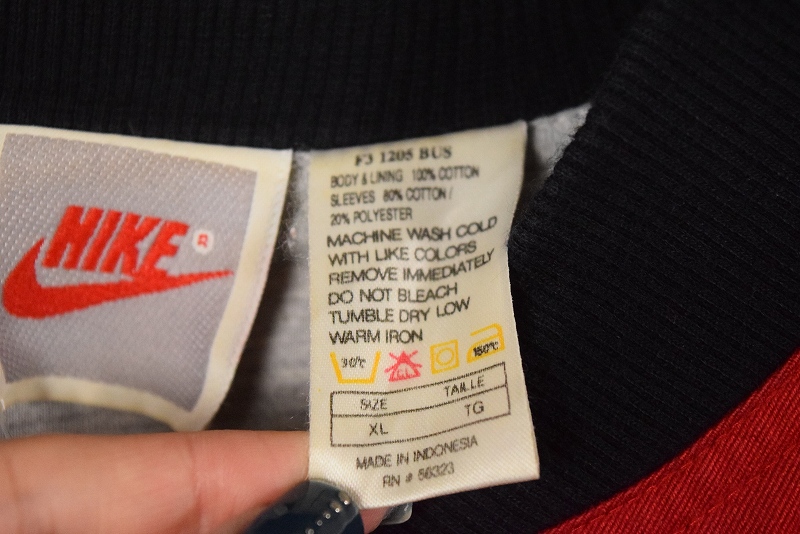 NIKE ®
F3 1205 BUS
BODY & LINING 100% COTTON
SLEEVES 80% COTTON /
20% POLYESTER
MACHINE WASH COLD
WITH LIKE COLORS
REMOVE IMMEDIATELY
DO NOT BLEACH
TUMBLE DRY LOW
WARM IRON
30℃ CL 150℃
SIZE TAILLE
XL TG
MADE IN INDONESIA
RN # 56323